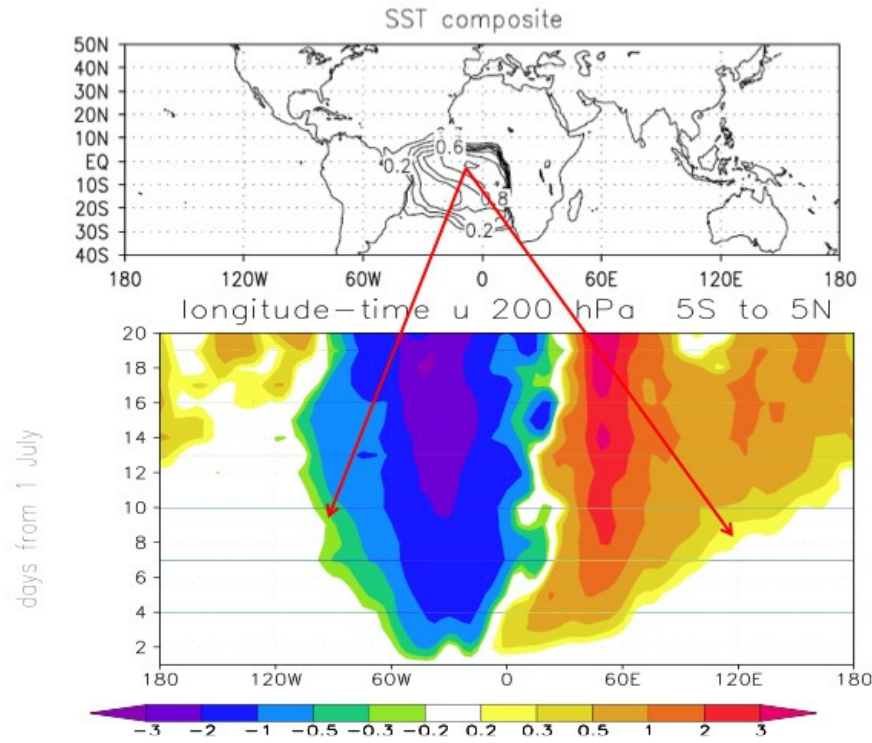 SST composite
50N
40N
30N
20N
10N
EQ
10S
20S
30S
40S
0.6
0.2
0.2
180 120W 60W 0 60E 120E 180
longitude-time u 200 hPa 5S to 5N
days from 1 July
20
18
16
14
12
10
8
6
4
2
180 120W 60W 0 60E 120E 180
-3 -2 -1 -0.5 -0.3 -0.2 0.2 0.3 0.5 1 2 3